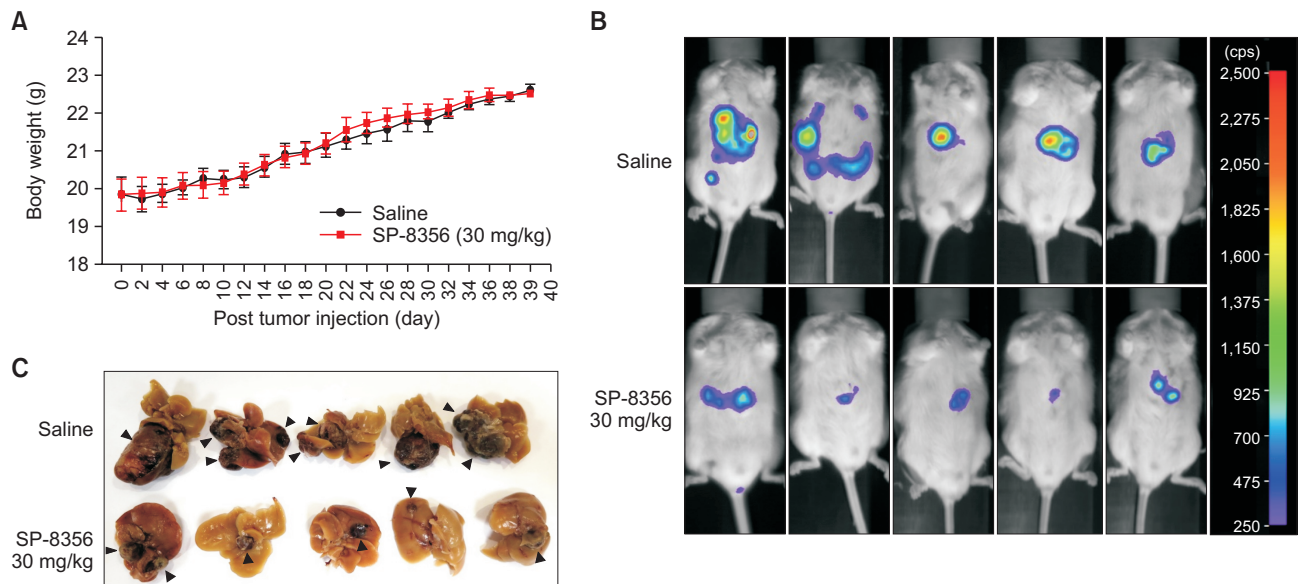 A
Body weight (g)
24
23
22
21
20
19
18
Saline
SP-8356 (30 mg/kg)
0 2 4 6 8 10 12 14 16 18 20 22 24 26 28 30 32 34 36 38 39 40
Post tumor injection (day)
B
Saline
SP-8356
30 mg/kg
(cps)
2,500
2,275
2,050
1,825
1,600
1,375
1,150
925
700
475
250
C
Saline
SP-8356
30 mg/kg